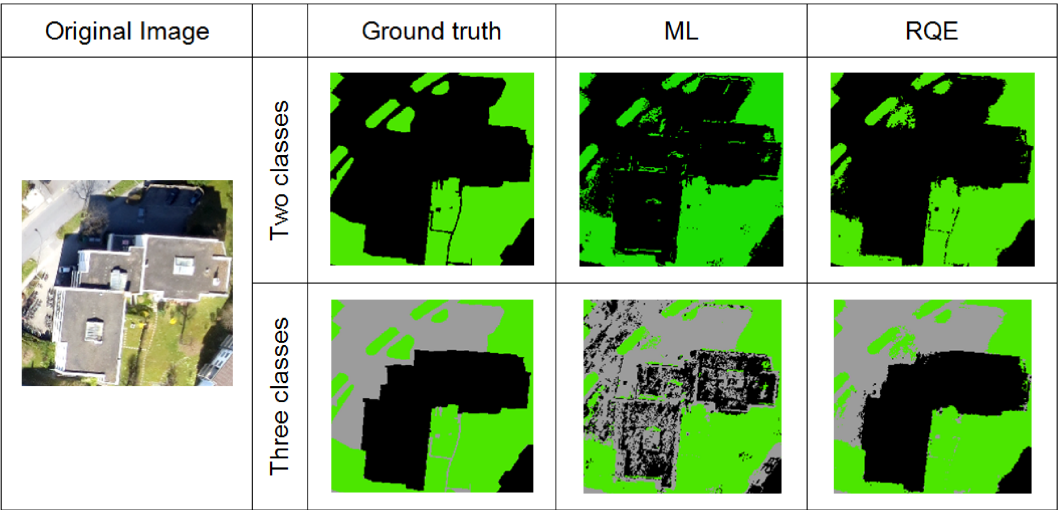 Original Image
Ground truth
ML
RQE
Two classes
Three classes